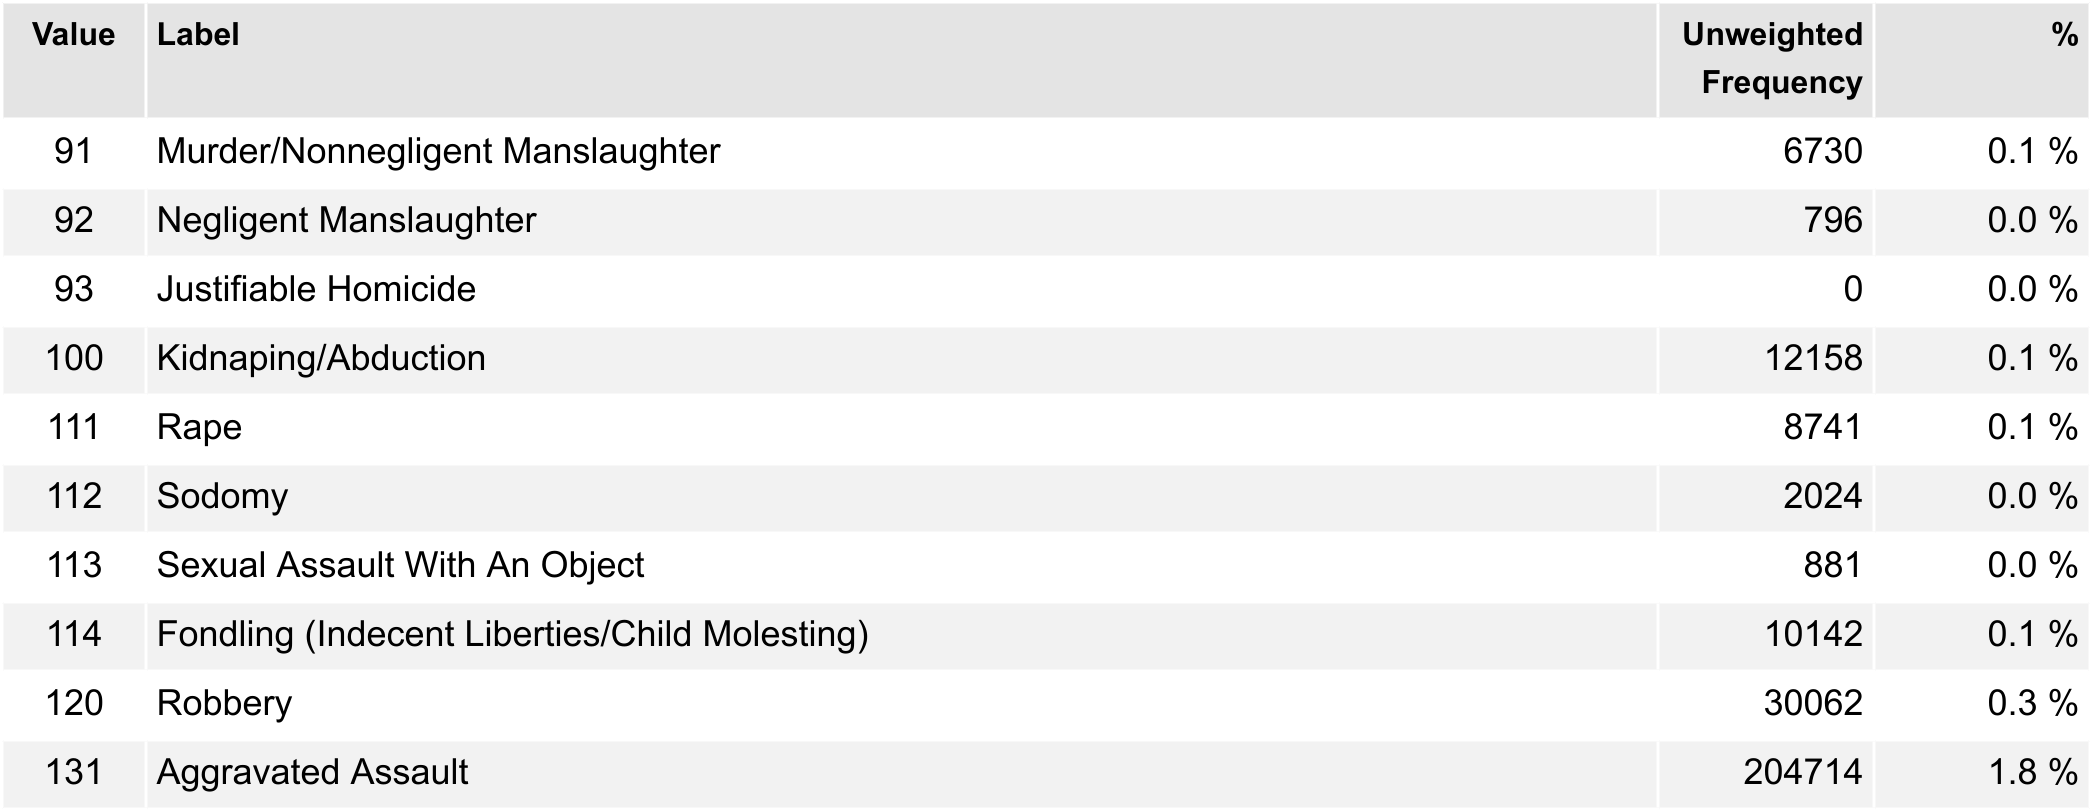 Value Label Unweighted Frequency %
91 Murder/Nonnegligent Manslaughter 6730 0.1 %
92 Negligent Manslaughter 796 0.0 %
93 Justifiable Homicide 0 0.0 %
100 Kidnaping/Abduction 12158 0.1 %
111 Rape 8741 0.1 %
112 Sodomy 2024 0.0 %
113 Sexual Assault With An Object 881 0.0 %
114 Fondling (Indecent Liberties/Child Molesting) 10142 0.1 %
120 Robbery 30062 0.3 %
131 Aggravated Assault 204714 1.8 %